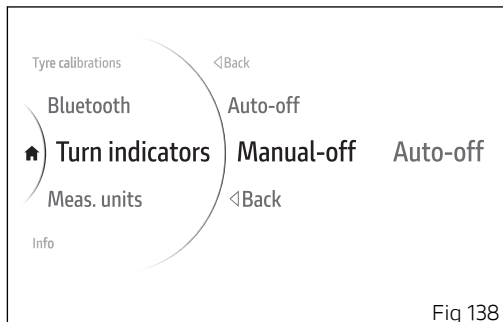 Tyre calibrations ◁Back
Bluetooth Auto-off
Turn indicators Manual-off Auto-off
Meas. units ◁Back
Info
Fig 138